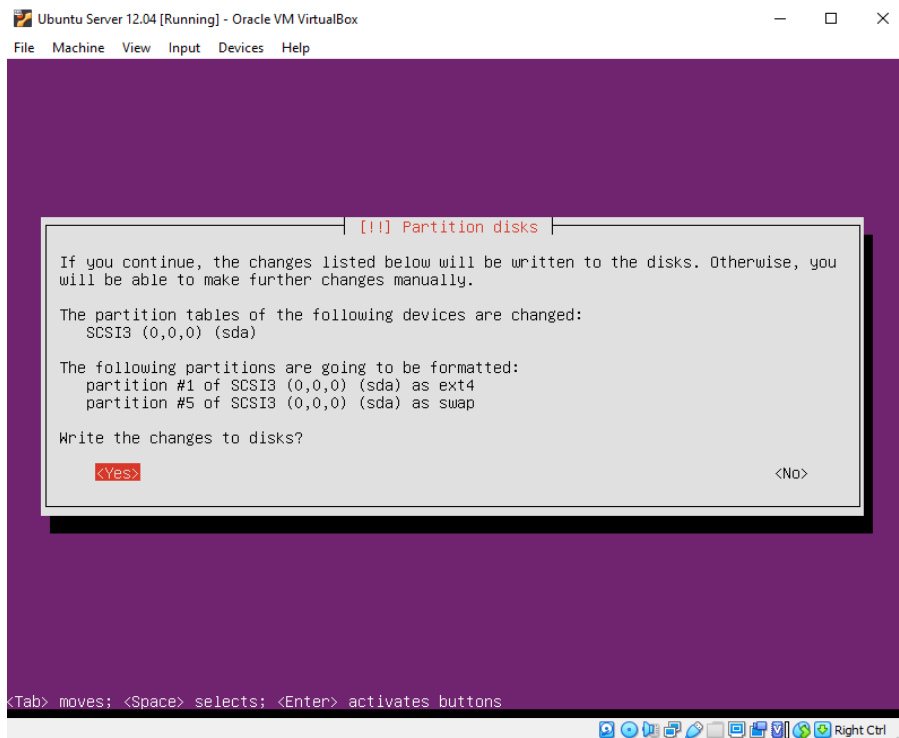 Ubuntu Server 12.04 [Running] - Oracle VM VirtualBox
File Machine View Input Devices Help
[!!] Partition disks
If you continue, the changes listed below will be written to the disks. Otherwise, you
will be able to make further changes manually.
The partition tables of the following devices are changed:
SCSI3 (0,0,0) (sda)
The following partitions are going to be formatted:
partition #1 of SCSI3 (0,0,0) (sda) as ext4
partition #5 of SCSI3 (0,0,0) (sda) as swap
Write the changes to disks?
<Yes> <No>
<Tab> moves; <Space> selects; <Enter> activates buttons
Right Ctrl